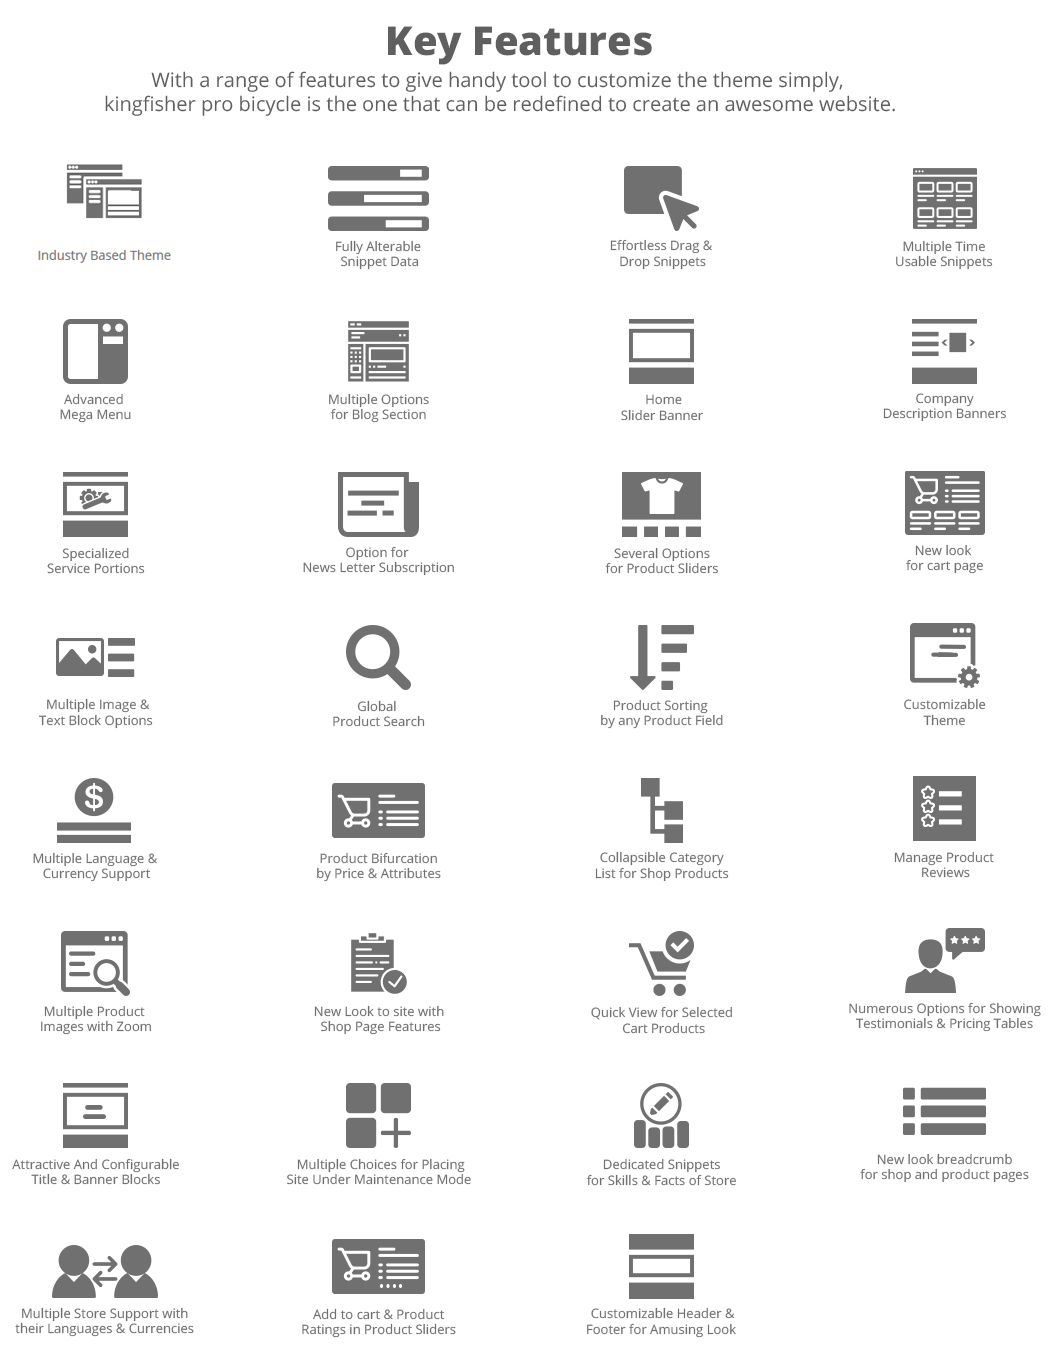 Key Features
With a range of features to give handy tool to customize the theme simply,
kingfisher pro bicycle is the one that can be redefined to create an awesome website.
Industry Based Theme
Fully Alterable
Snippet Data
Effortless Drag &
Drop Snippets
Multiple Time
Usable Snippets
Advanced
Mega Menu
Multiple Options
for Blog Section
Home
Slider Banner
Company
Description Banners
Specialized
Service Portions
Option for
News Letter Subscription
Several Options
for Product Sliders
New look
for cart page
Multiple Image &
Text Block Options
Global
Product Search
Product Sorting
by any Product Field
Customizable
Theme
$
Multiple Language &
Currency Support
Product Bifurcation
by Price & Attributes
Collapsible Category
List for Shop Products
Manage Product
Reviews
Multiple Product
Images with Zoom
New Look to site with
Shop Page Features
Quick View for Selected
Cart Products
Numerous Options for Showing
Testimonials & Pricing Tables
Attractive And Configurable
Title & Banner Blocks
Multiple Choices for Placing
Site Under Maintenance Mode
Dedicated Snippets
for Skills & Facts of Store
New look breadcrumb
for shop and product pages
Multiple Store Support with
their Languages & Currencies
Add to cart & Product
Ratings in Product Sliders
Customizable Header &
Footer for Amusing Look